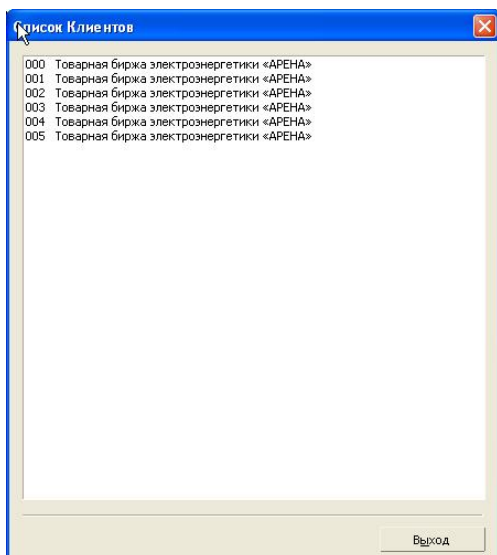 Список Клиентов
000 Товарная биржа электроэнергетики «АРЕНА»
001 Товарная биржа электроэнергетики «АРЕНА»
002 Товарная биржа электроэнергетики «АРЕНА»
003 Товарная биржа электроэнергетики «АРЕНА»
004 Товарная биржа электроэнергетики «АРЕНА»
005 Товарная биржа электроэнергетики «АРЕНА»
Выход